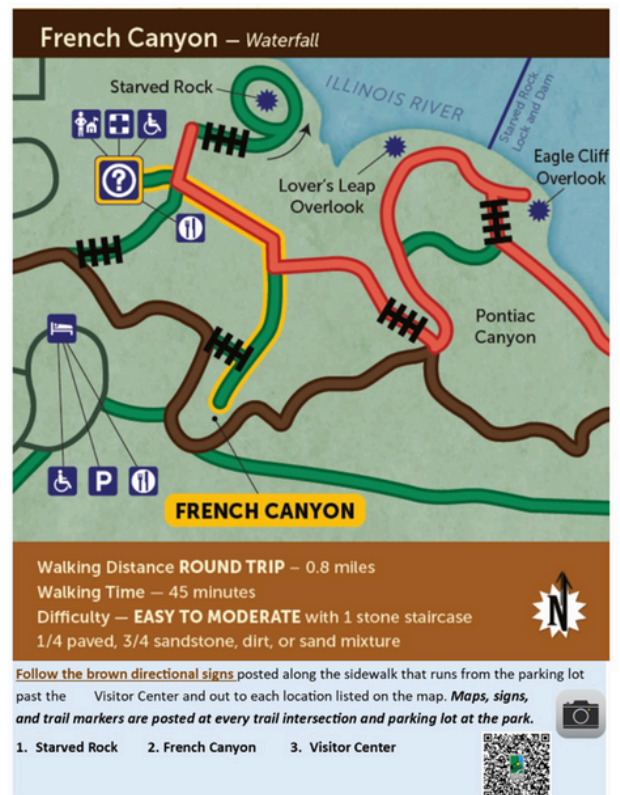 French Canyon – Waterfall
Starved Rock
ILLINOIS RIVER
Starved Rock
Lock and Dam
Eagle Cliff
Overlook
Lover's Leap
Overlook
?
Pontiac
Canyon
P
FRENCH CANYON
Walking Distance ROUND TRIP – 0.8 miles
Walking Time — 45 minutes
Difficulty — EASY TO MODERATE with 1 stone staircase
1/4 paved, 3/4 sandstone, dirt, or sand mixture
N
Follow the brown directional signs posted along the sidewalk that runs from the parking lot
past the Visitor Center and out to each location listed on the map. Maps, signs,
and trail markers are posted at every trail intersection and parking lot at the park.
1. Starved Rock 2. French Canyon 3. Visitor Center